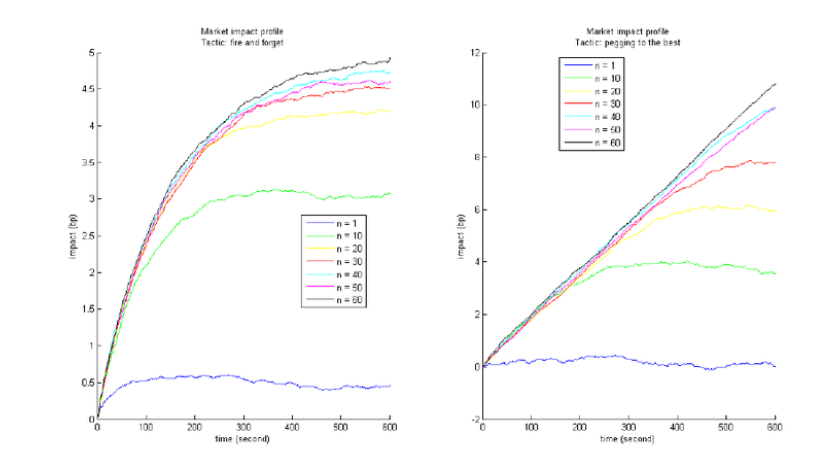 Market impact profile
Tactic: fire and forget
5
4.5
4
3.5
3
2.5
2
1.5
1
0.5
0
impact (bp)
n = 1
n = 10
n = 20
n = 30
n = 40
n = 50
n = 60
0
100
200
300
400
500
600
time (second)
Market impact profile
Tactic: pegging to the best
12
10
8
6
4
2
0
-2
impact (bp)
n = 1
n = 10
n = 20
n = 30
n = 40
n = 50
n = 60
0
100
200
300
400
500
600
time (second)